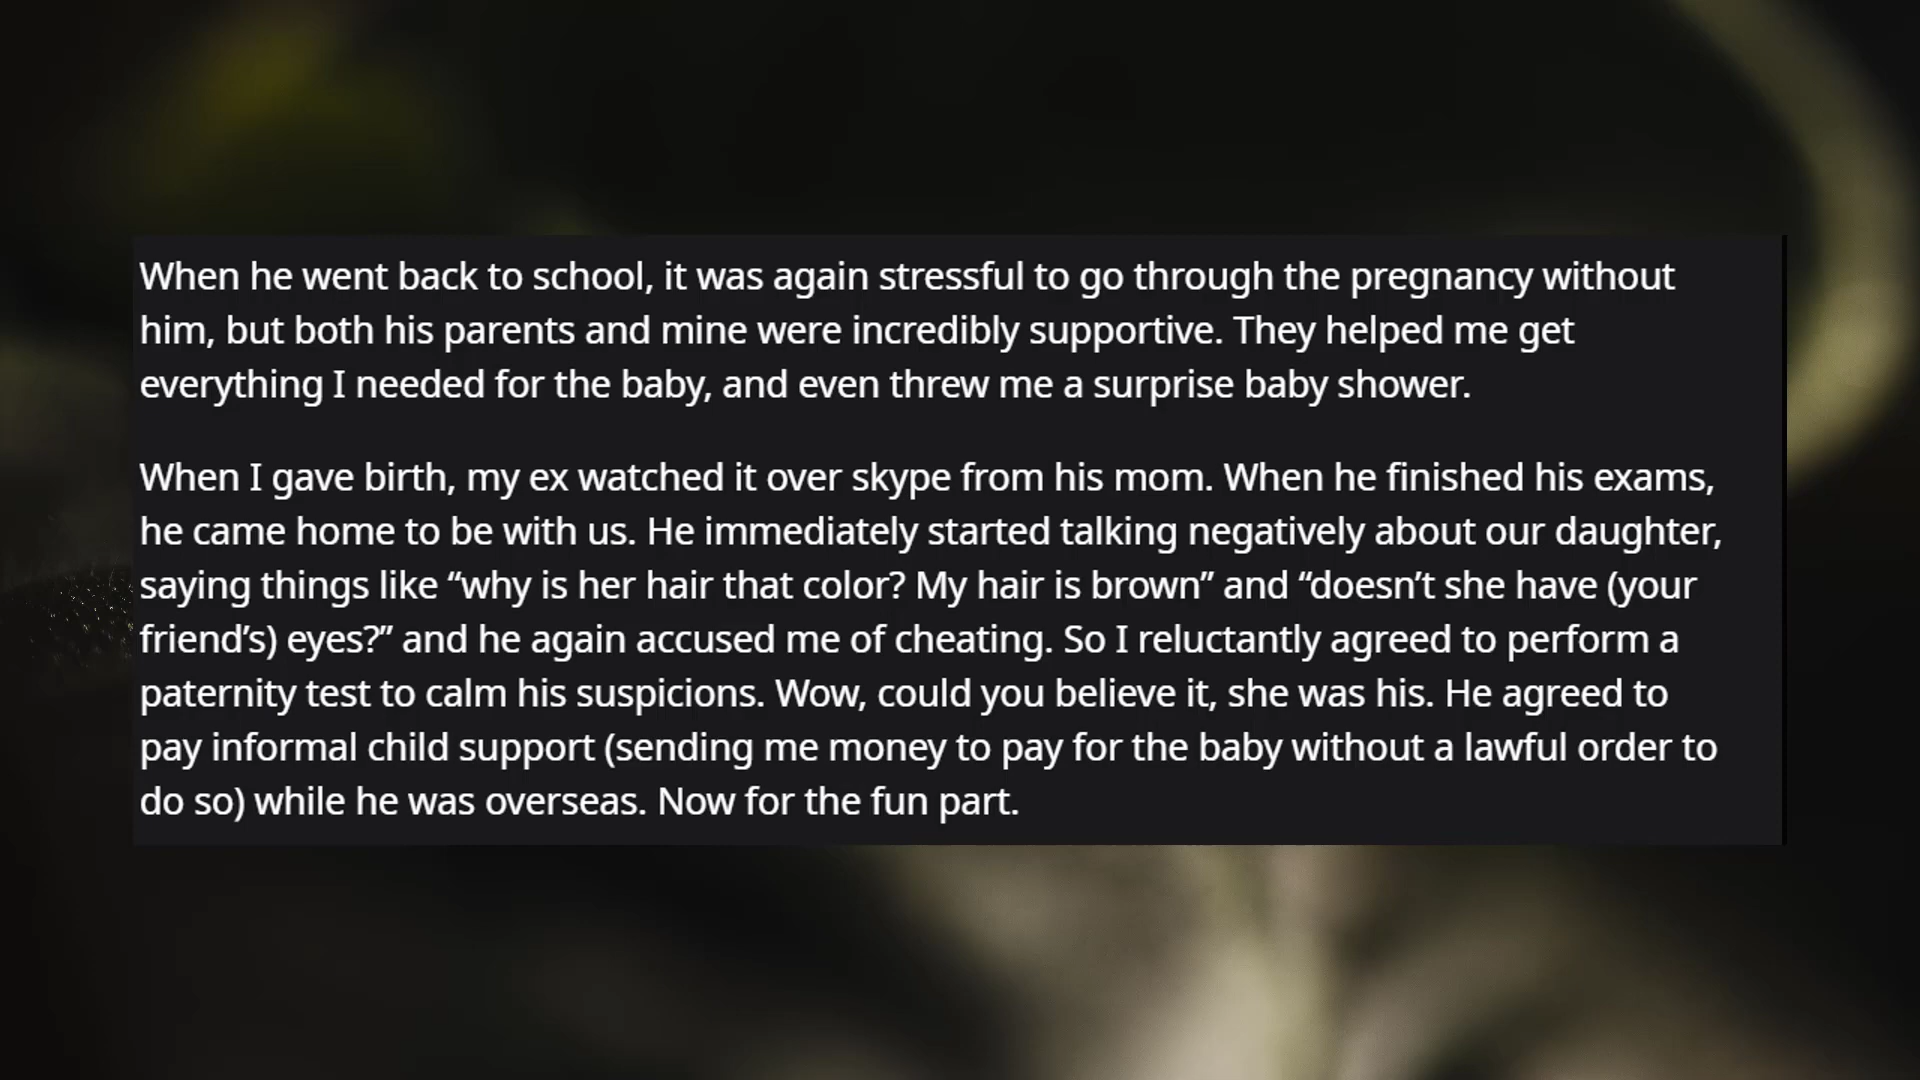 When he went back to school, it was again stressful to go through the pregnancy without
him, but both his parents and mine were incredibly supportive. They helped me get
everything I needed for the baby, and even threw me a surprise baby shower.
When I gave birth, my ex watched it over skype from his mom. When he finished his exams,
he came home to be with us. He immediately started talking negatively about our daughter,
saying things like “why is her hair that color? My hair is brown” and “doesn’t she have (your
friend’s) eyes?” and he again accused me of cheating. So I reluctantly agreed to perform a
paternity test to calm his suspicions. Wow, could you believe it, she was his. He agreed to
pay informal child support (sending me money to pay for the baby without a lawful order to
do so) while he was overseas. Now for the fun part.